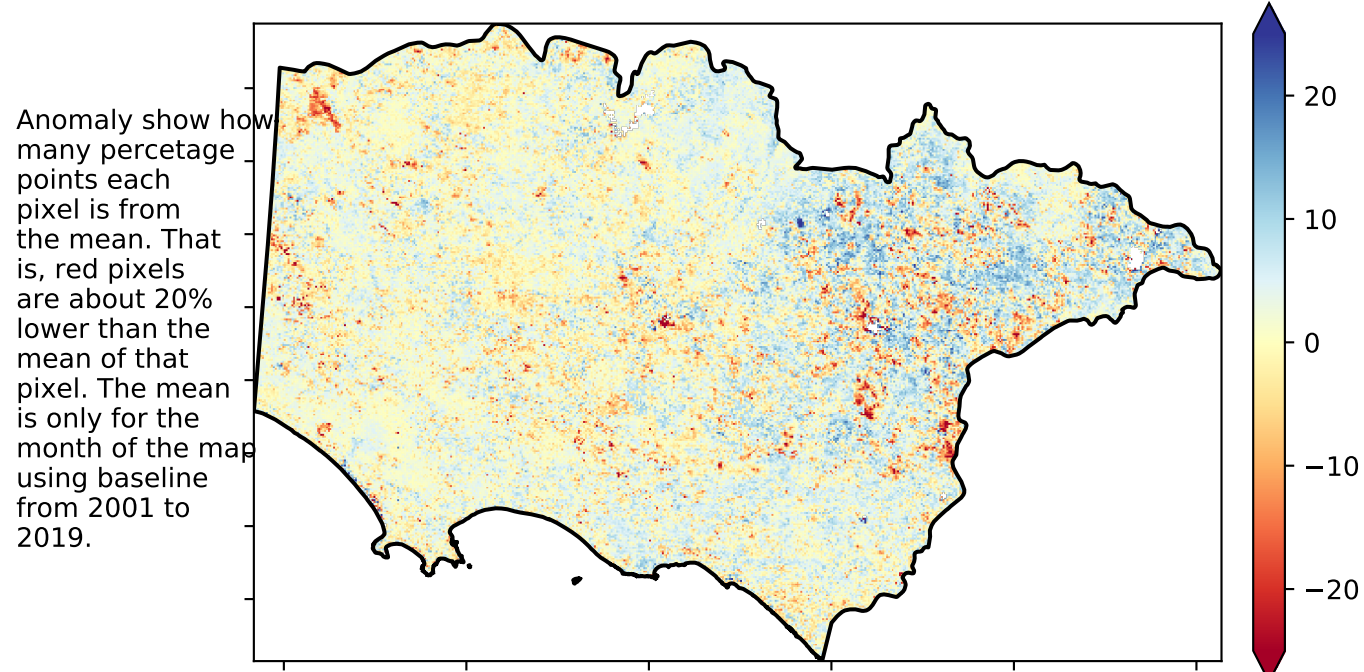 Anomaly show how
many percetage
points each
pixel is from
the mean. That
is, red pixels
are about 20%
lower than the
mean of that
pixel. The mean
is only for the
month of the map
using baseline
from 2001 to
2019.
20
10
0
−10
−20